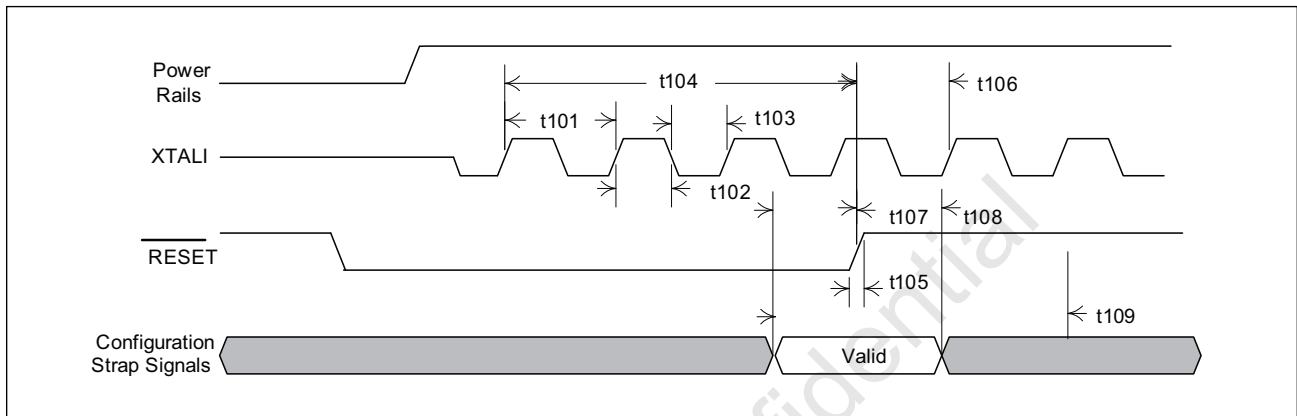 Power
Rails
t104
t106
t101
t103
XTALI
t102
t107
t108
RESET
t105
t109
Configuration
Strap Signals
Valid